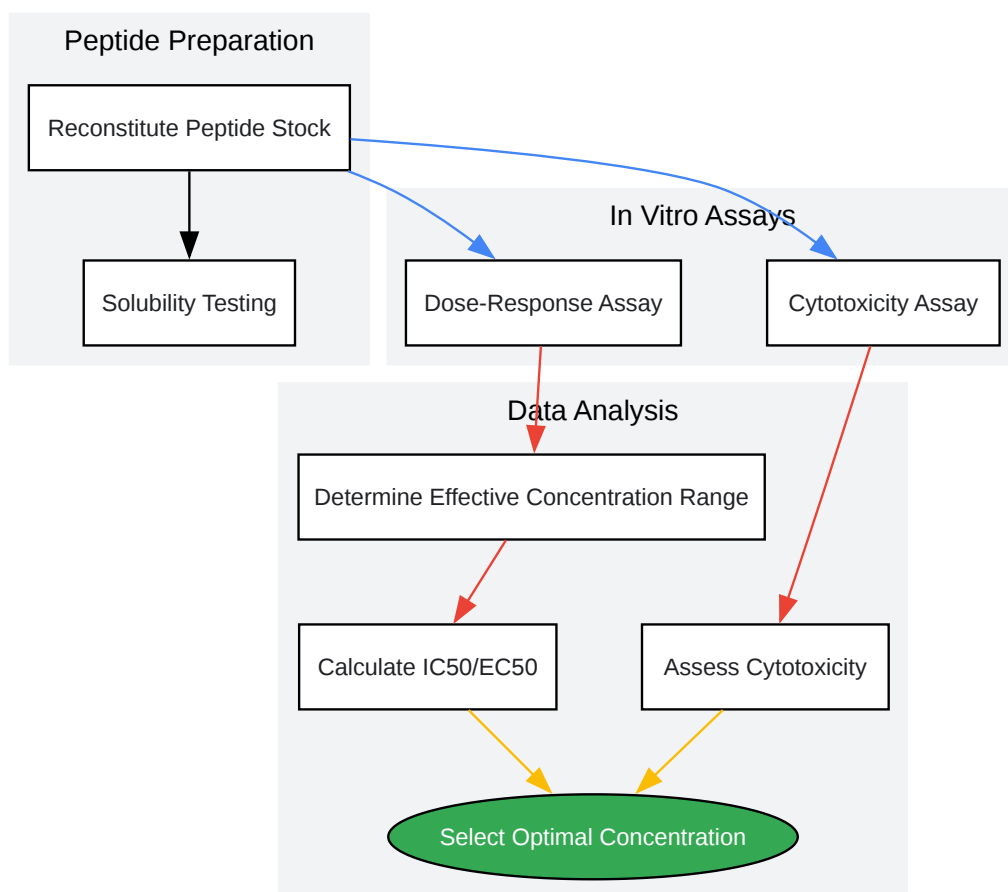 Peptide Preparation
Reconstitute Peptide Stock
In Vitro Assays
Solubility Testing
Dose-Response Assay
Cytotoxicity Assay
Data Analysis
Determine Effective Concentration Range
Calculate IC50/EC50
Assess Cytotoxicity
Select Optimal Concentration